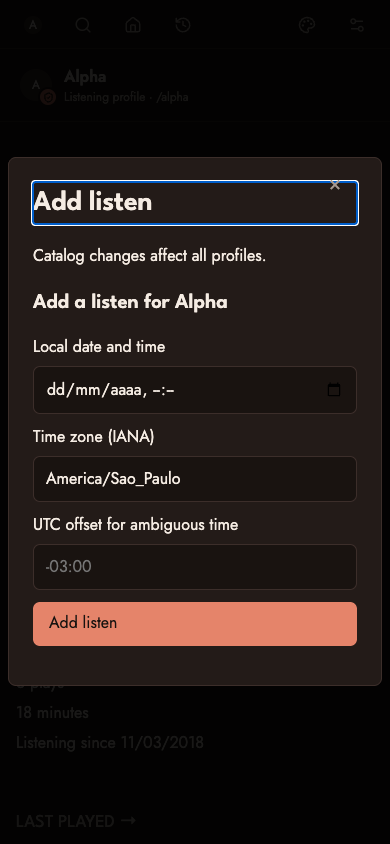 A
Alpha
A
Listening profile - /alpha
×
Add listen
Catalog changes affect all profiles.
Add a listen for Alpha
Local date and time
dd/mm/aaaa, --:--
Time zone (IANA)
America/Sao_Paulo
UTC offset for ambiguous time
-03:00
Add listen
plays
18 minutes
Listening since 11/03/2018
LAST PLAYED →